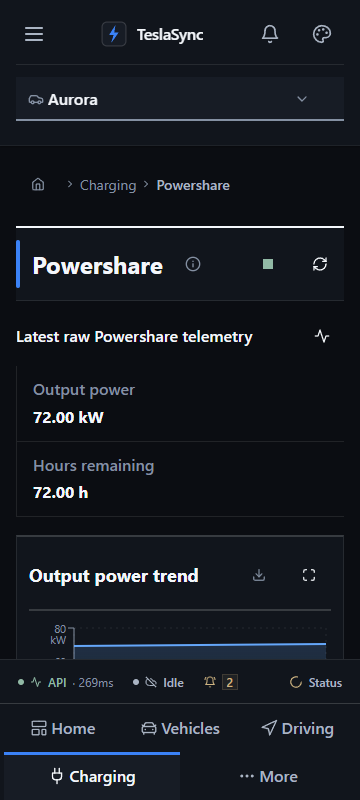 TeslaSync
Aurora
Charging
Powershare
Powershare
Latest raw Powershare telemetry
Output power
72.00 kW
Hours remaining
72.00 h
Output power trend
80
kW
API · 269ms
Idle
2
Status
Home
Vehicles
Driving
Charging
More